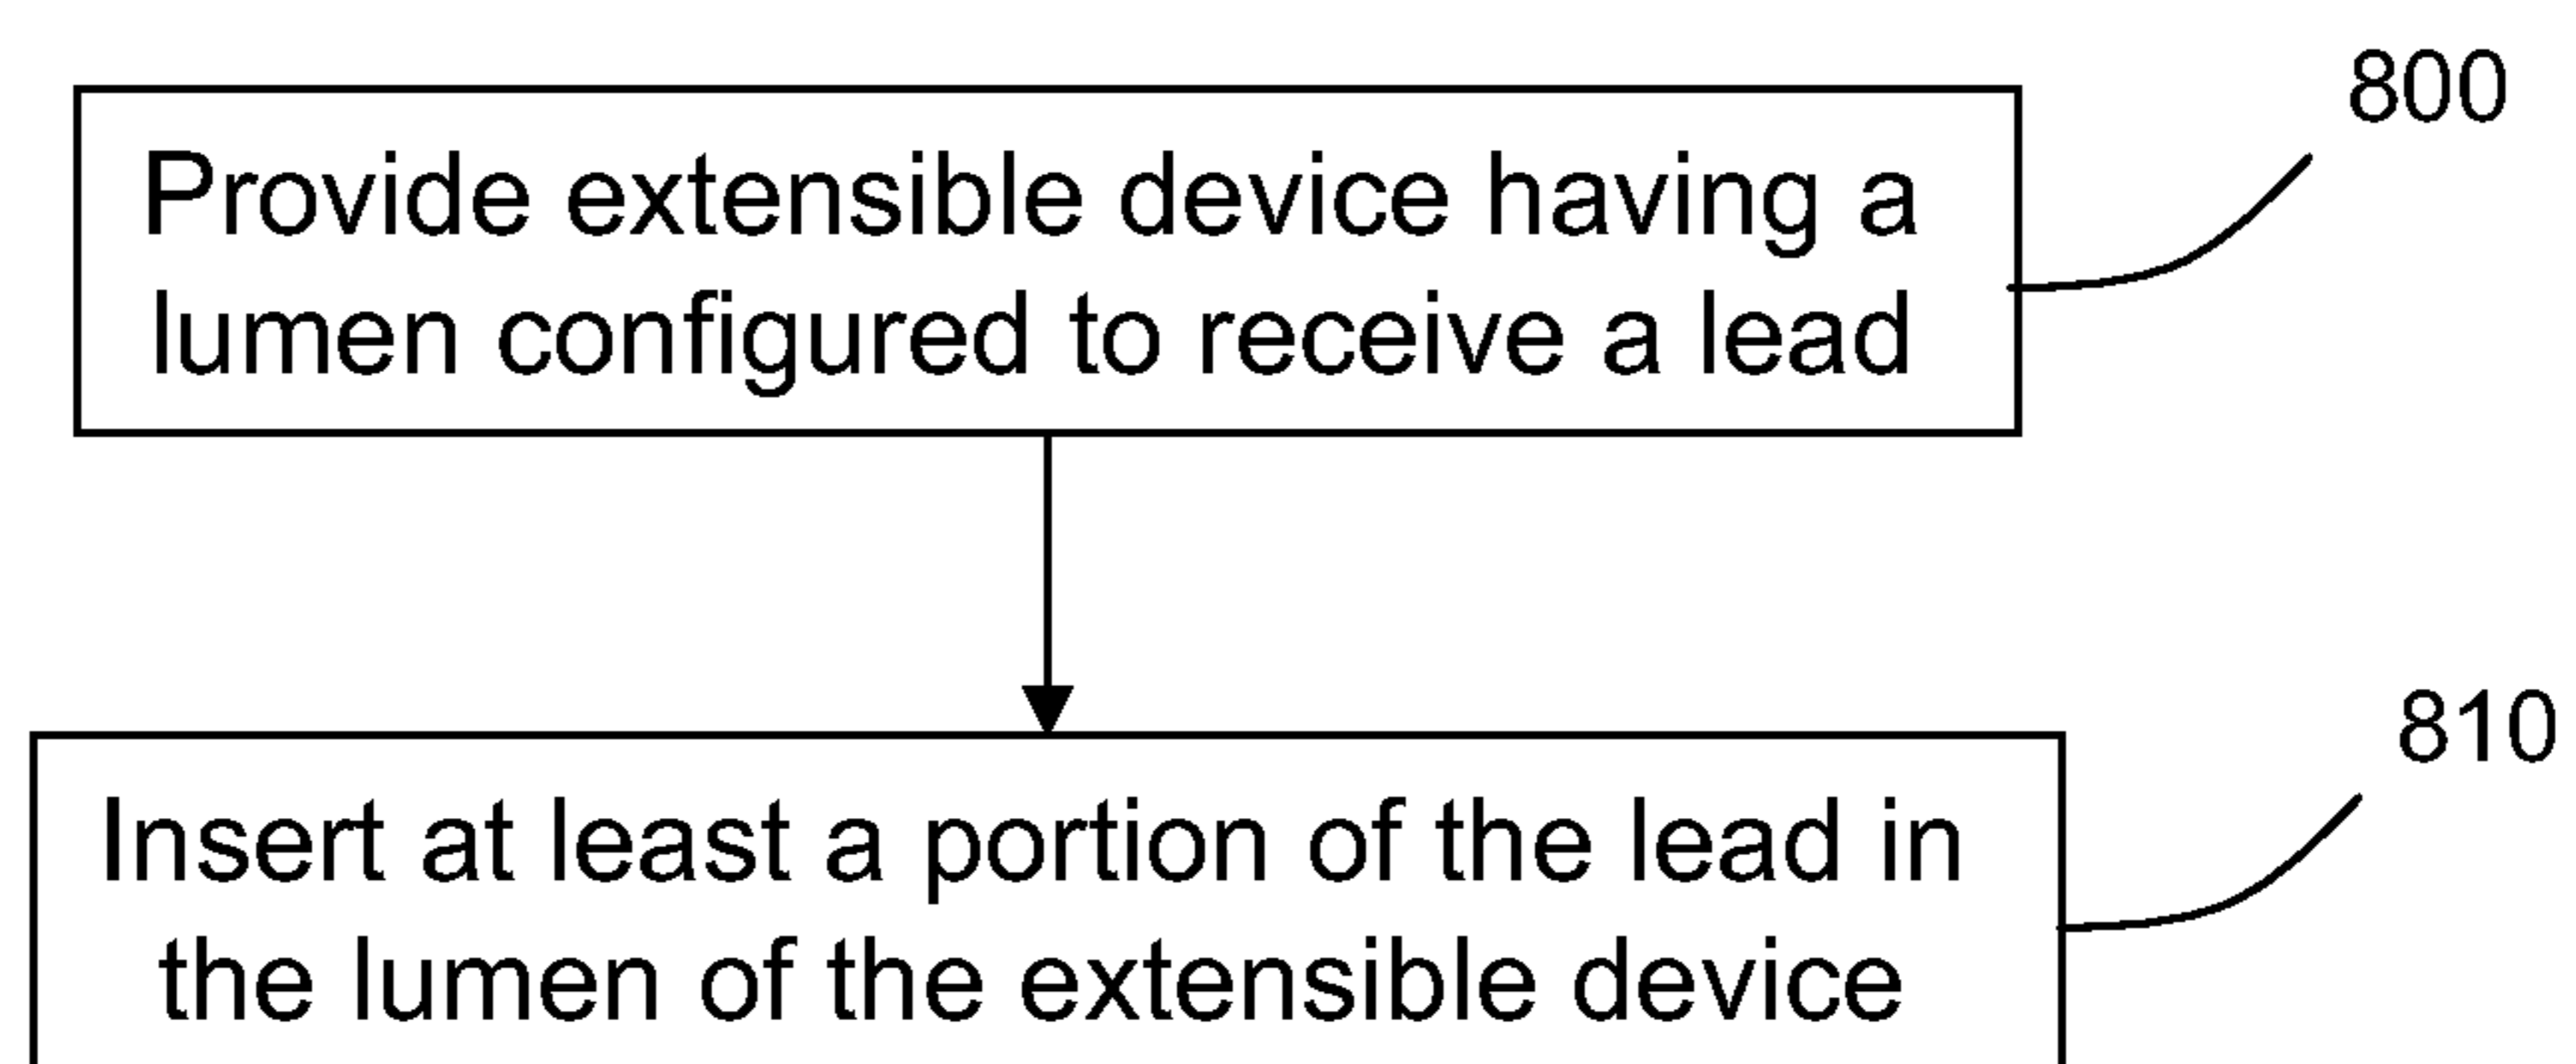 800
Provide extensible device having a
lumen configured to receive a lead
810
Insert at least a portion of the lead in
the lumen of the extensible device